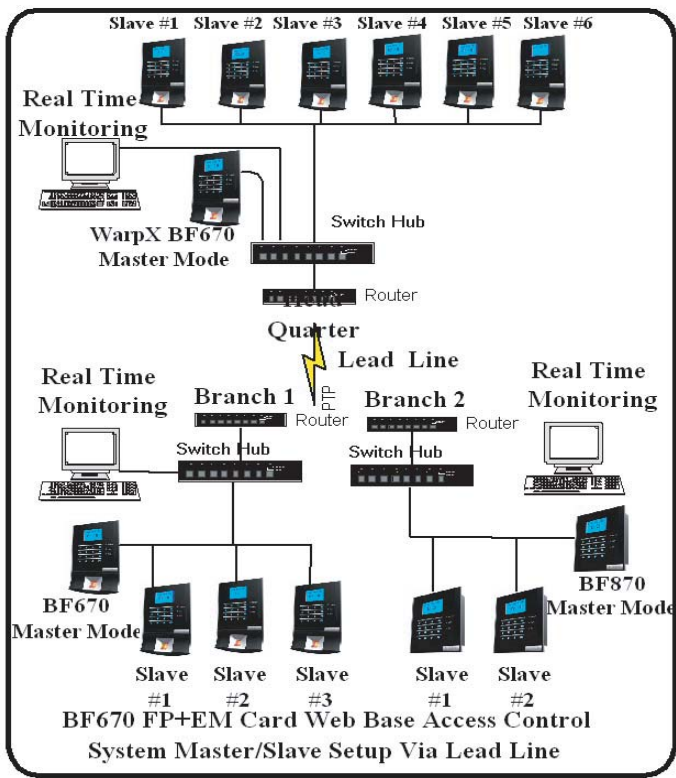 Slave #1 Slave #2 Slave #3 Slave #4 Slave #5 Slave #6
Real Time
Monitoring
WarpX BF670
Master Mode
Switch Hub
Router
Head
Quarter
Lead Line
PTP
Real Time
Monitoring
Branch 1
Router
Switch Hub
Branch 2
Router
Switch Hub
Real Time
Monitoring
BF670
Master Mode
Slave
#1
Slave
#2
Slave
#3
Slave
#1
Slave
#2
BF870
Master Mode
BF670 FP+EM Card Web Base Access Control
System Master/Slave Setup Via Lead Line